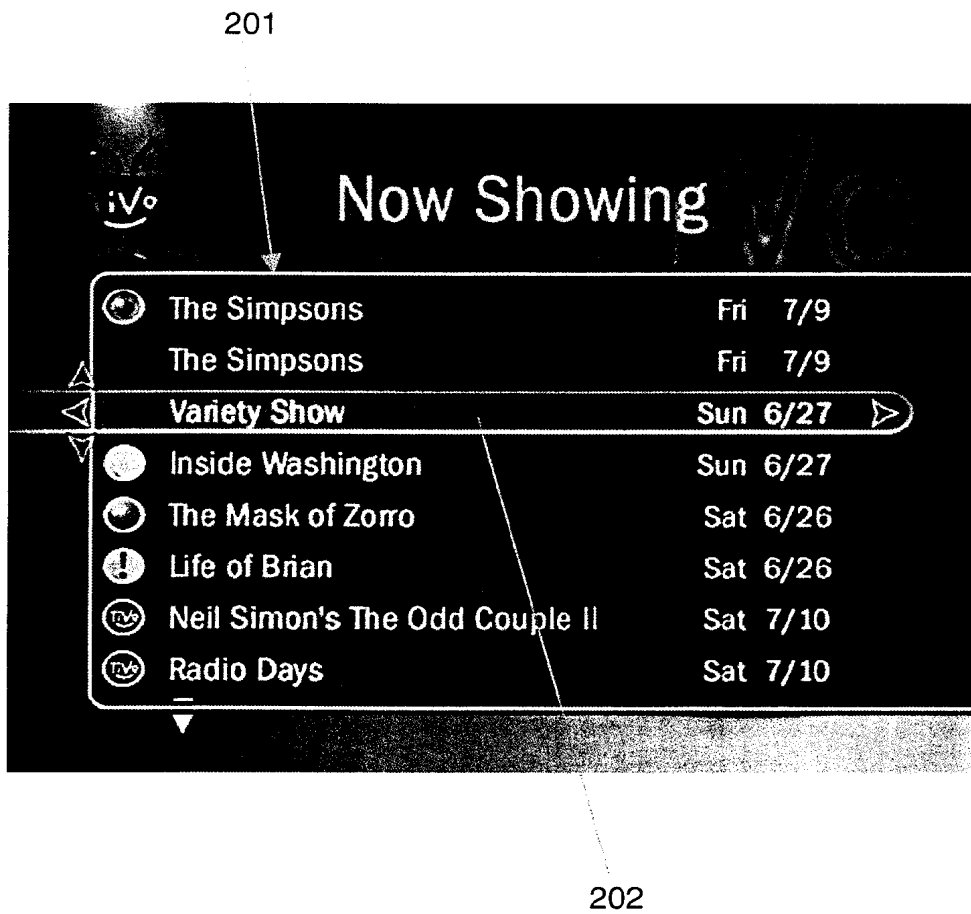 201
TiVo
Now Showing
The Simpsons Fri 7/9
The Simpsons Fri 7/9
Variety Show Sun 6/27
Inside Washington Sun 6/27
The Mask of Zorro Sat 6/26
! Life of Brian Sat 6/26
TiVo Neil Simon's The Odd Couple II Sat 7/10
TiVo Radio Days Sat 7/10
202